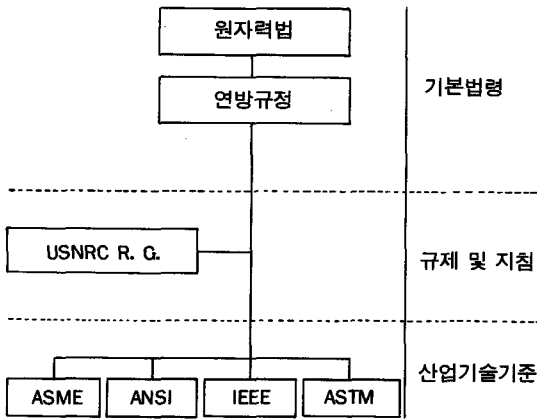 원자력법
연방규정
기본법령
USNRC R. G.
규제 및 지침
산업기술기준
ASME ANSI IEEE ASTM